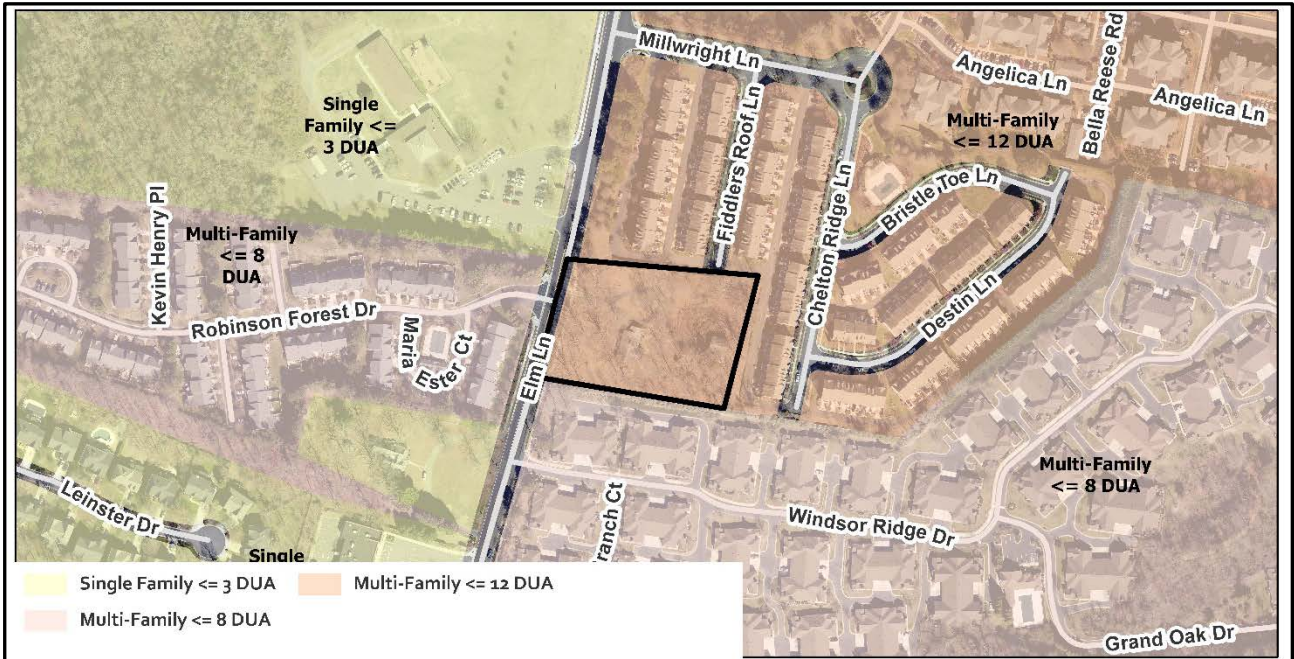 Millwright Ln
Angelica Ln
Angelica Ln
Bella Reese Rd
Single
Family <=
3 DUA
Fiddlers Roof Ln
Multi-Family
<= 12 DUA
Chelton Ridge Ln
Bristle Toe Ln
Kevin Henry Pl
Multi-Family
<= 8
DUA
Robinson Forest Dr
Maria
Ester Ct
Elm Ln
Destin Ln
Leinster Dr
Single
Branch Ct
Windsor Ridge Dr
Multi-Family
<= 8 DUA
Grand Oak Dr
Single Family <= 3 DUA
Multi-Family <= 12 DUA
Multi-Family <= 8 DUA